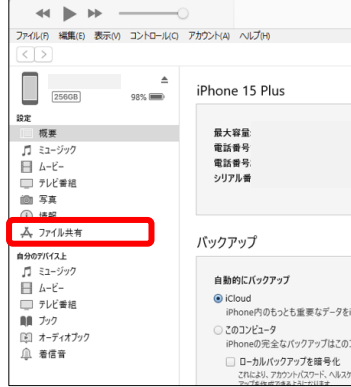 ファイル(F) 編集(E) 表示(V) コントロール(C) アカウント(A) ヘルプ(H)
256GB
98%
設定
概要
ミュージック
ムービー
テレビ番組
写真
情報
ファイル共有
自分のデバイス上
ミュージック
ムービー
テレビ番組
ブック
オーディオブック
着信音
iPhone 15 Plus
最大容量:
電話番号
電話番号:
シリアル番
バックアップ
自動的にバックアップ
iCloud
iPhone内のもっとも重要なデータをi
このコンピュータ
iPhoneの完全なバックアップはこのコ
ローカルバックアップを暗号化
これにより、アカウントパスワード、ヘルスケ